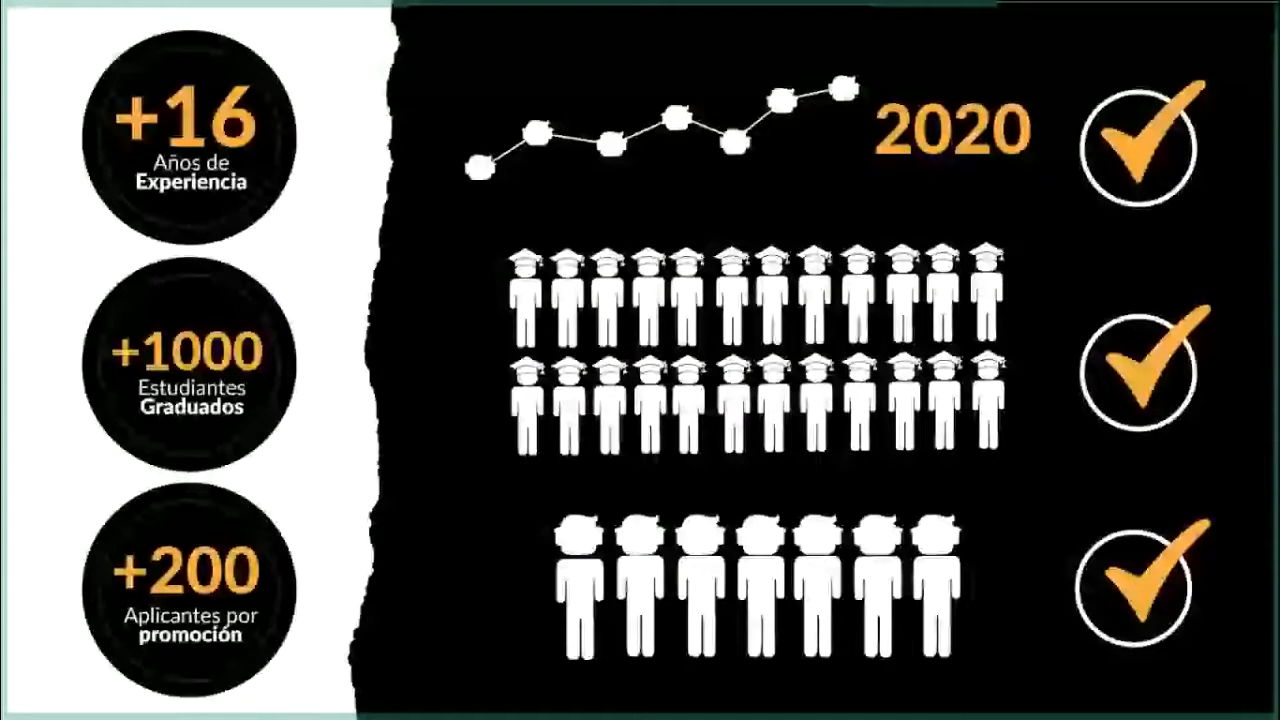 +16
Años de
Experiencia
2020
+1000
Estudiantes
Graduados
+200
Aplicantes por
promoción